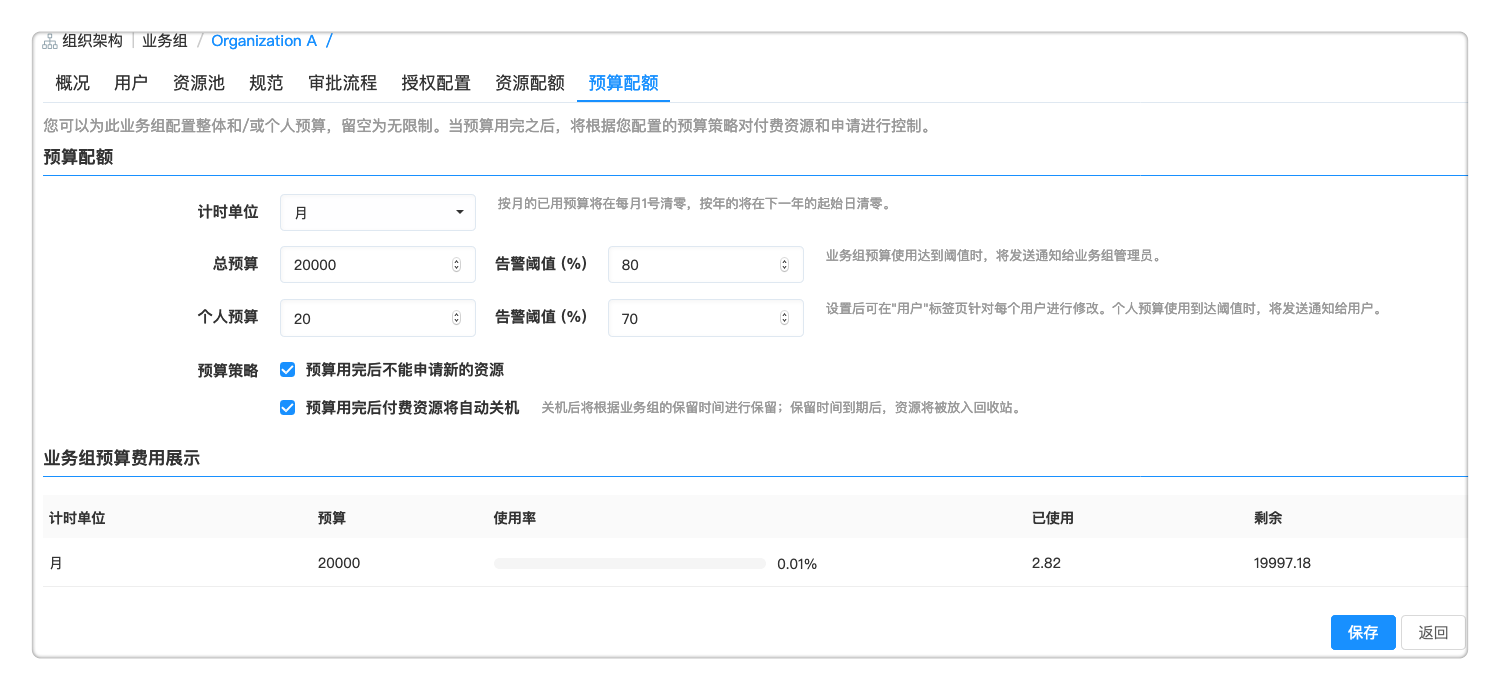 组织架构 业务组 / Organization A /
概况 用户 资源池 规范 审批流程 授权配置 资源配额 预算配额
您可以为此业务组配置整体和/或个人预算，留空为无限制。当预算用完之后，将根据您配置的预算策略对付费资源和申请进行控制。
预算配额
计时单位 月 按月的已用预算将在每月1号清零，按年的将在下一年的起始日清零。
总预算 20000 告警阈值 (%) 80 业务组预算使用达到阈值时，将发送通知给业务组管理员。
个人预算 20 告警阈值 (%) 70 设置后可在"用户"标签页针对每个用户进行修改。个人预算使用到达阈值时，将发送通知给用户。
预算策略 预算用完后不能申请新的资源
预算用完后付费资源将自动关机 关机后将根据业务组的保留时间进行保留；保留时间到期后，资源将被放入回收站。
业务组预算费用展示
计时单位 预算 使用率 已使用 剩余
月 20000 0.01% 2.82 19997.18
保存 返回